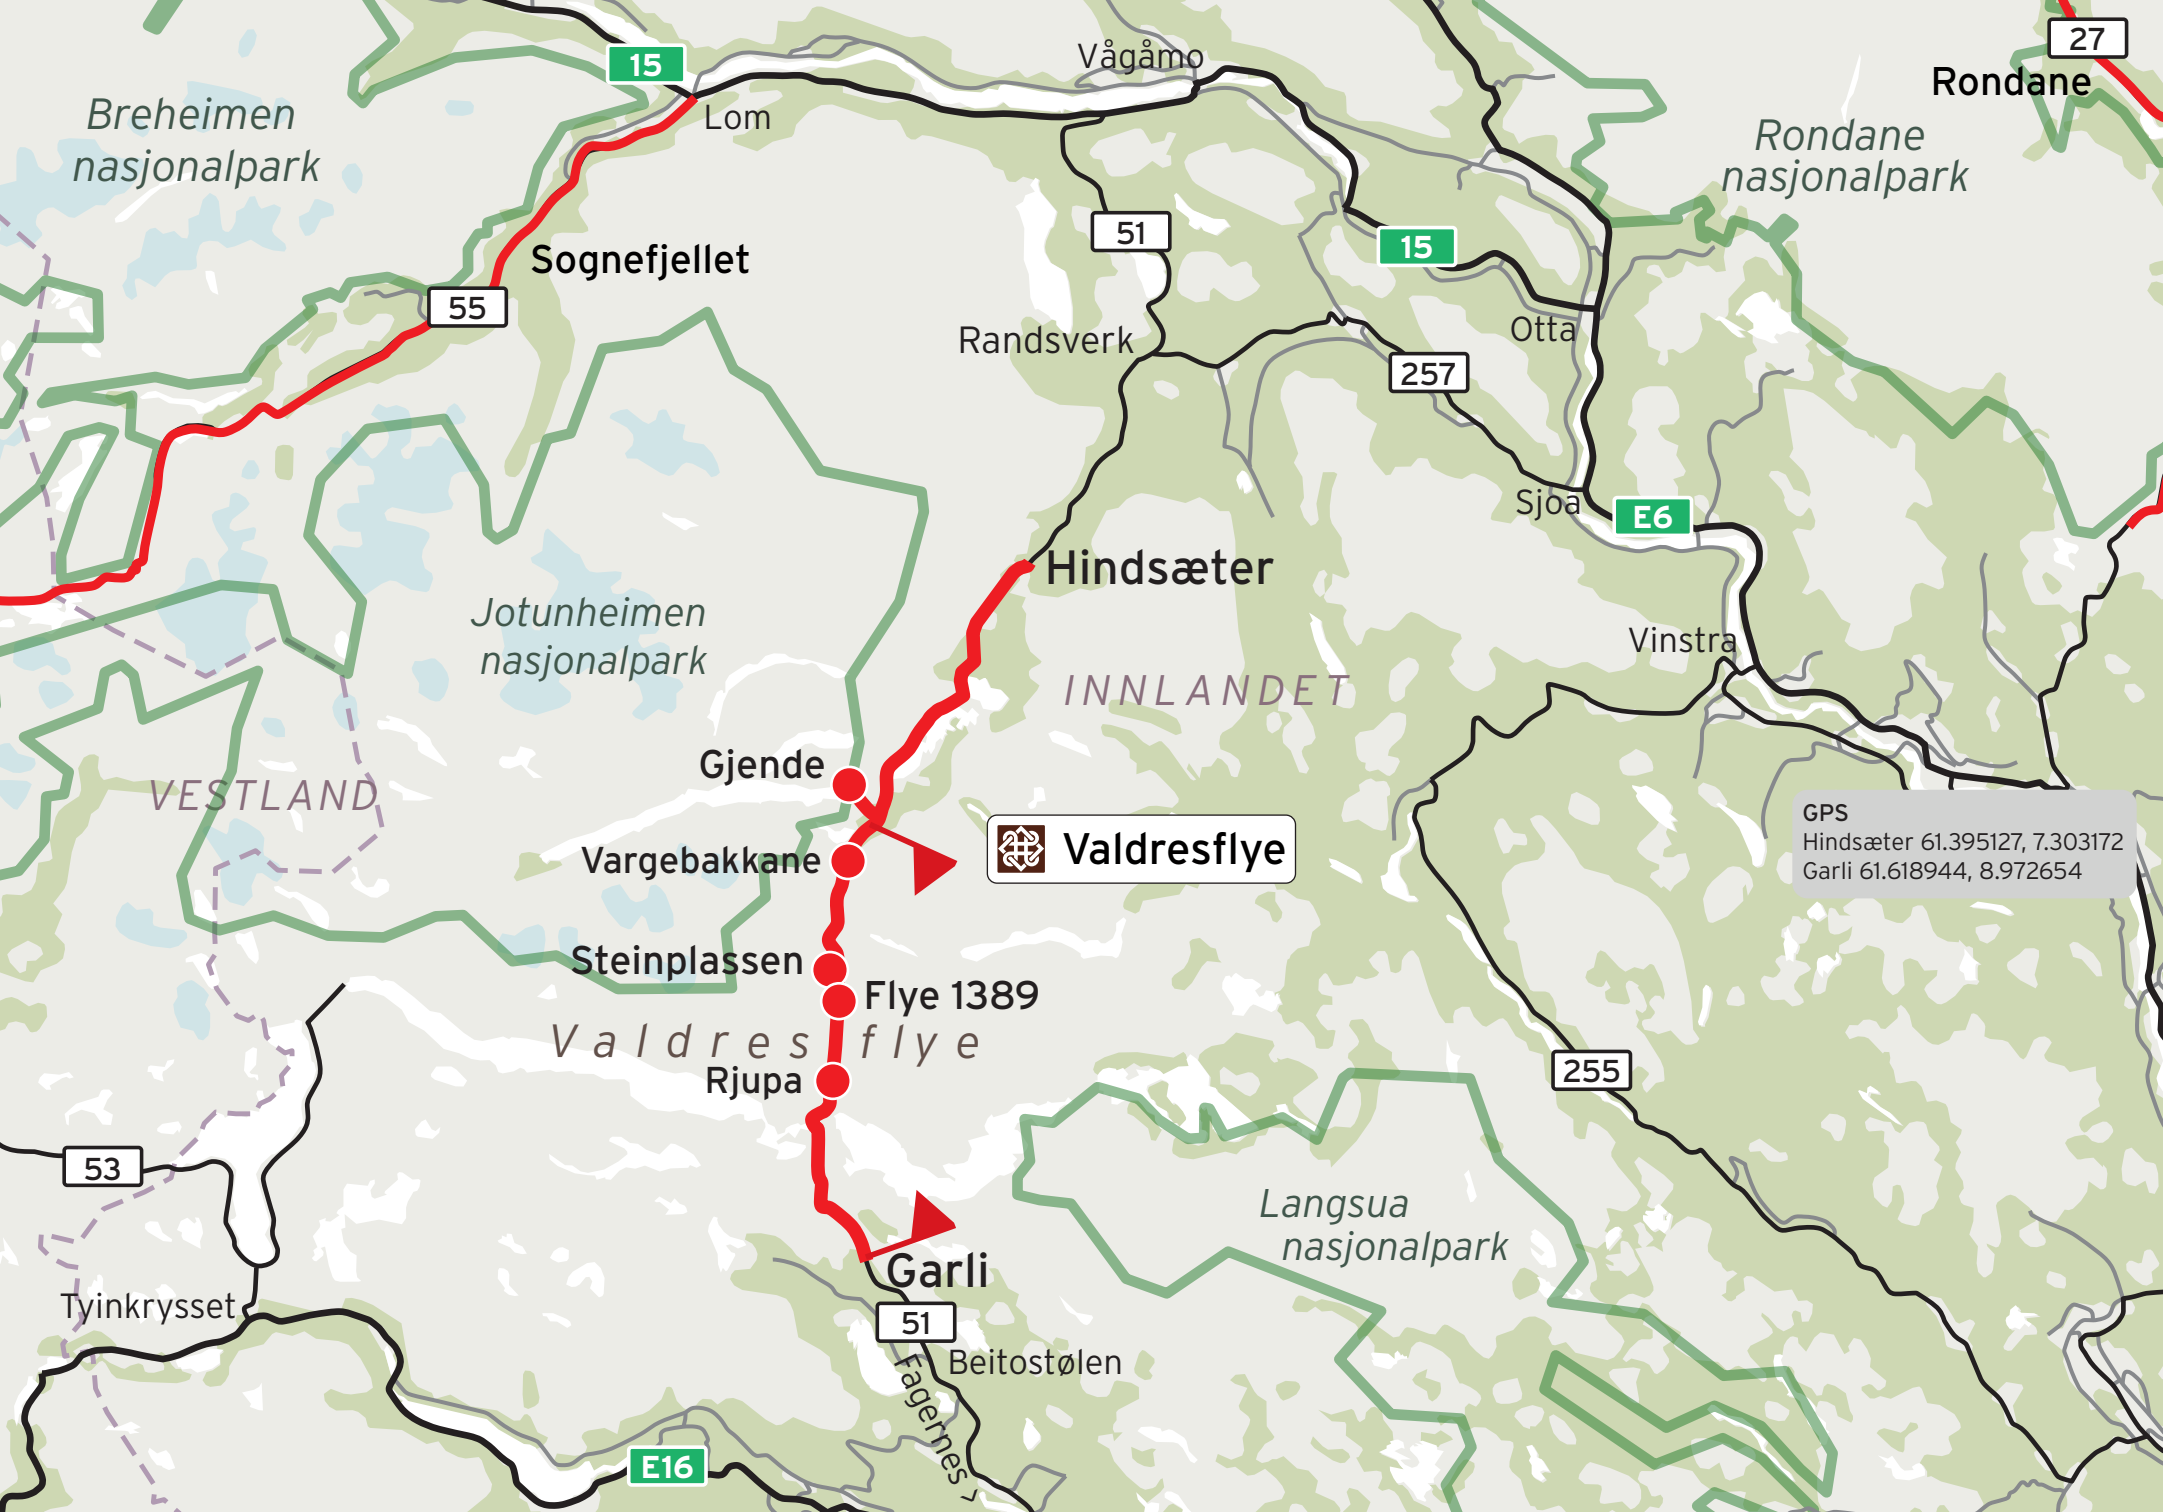 15
Vågåmo
27
Rondane
Lom
Breheimen
nasjonalpark
Rondane
nasjonalpark
51
15
Sognefjellet
55
Randsverk
Otta
257
Sjoa
E6
Hindsæter
Jotunheimen
nasjonalpark
Vinstra
INNLANDET
Gjende
VESTLAND
GPS
Hindsæter 61.395127, 7.303172
Garli 61.618944, 8.972654
Valdresflye
Vargebakkane
Steinplassen
Flye 1389
Valdresflye
Rjupa
255
53
Langsua
nasjonalpark
Garli
Tyinkrysset
51
Beitostølen
Fagernes >
E16